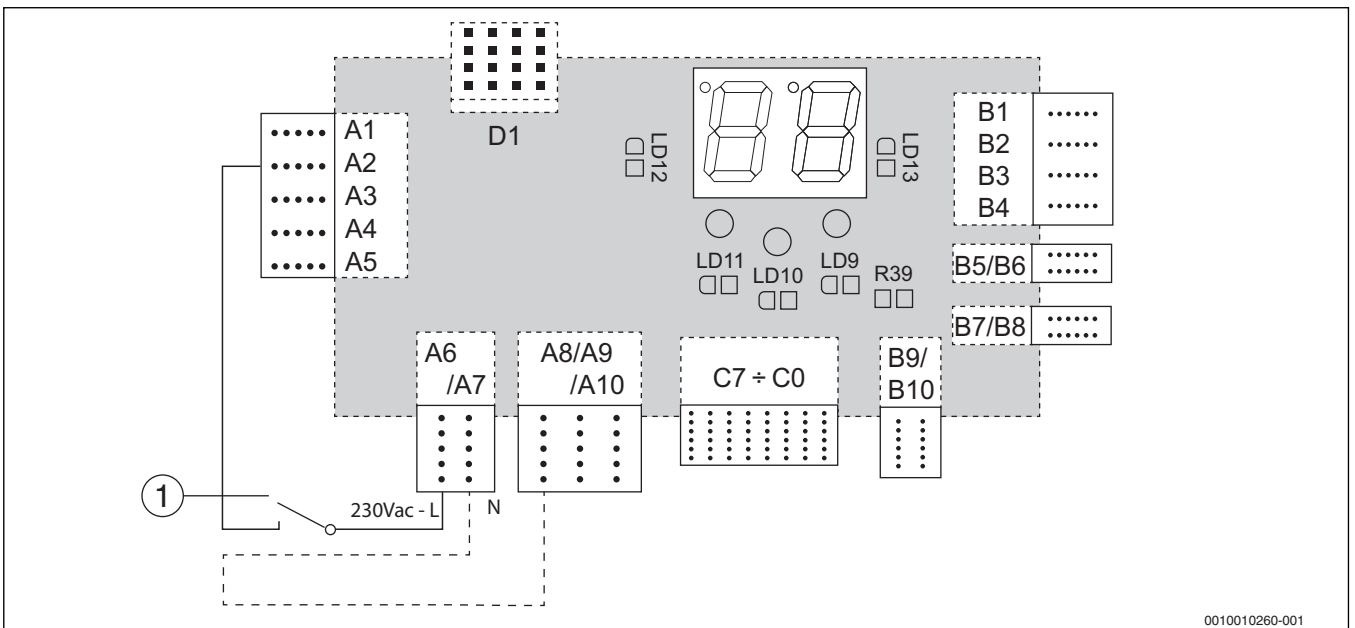 D1
A1
A2
A3
A4
A5
LD12
LD13
B1
B2
B3
B4
LD11
LD10
LD9
R39
B5/B6
B7/B8
A6
/A7
A8/A9
/A10
C7 ÷ C0
B9/
B10
1
230Vac - L
N
0010010260-001